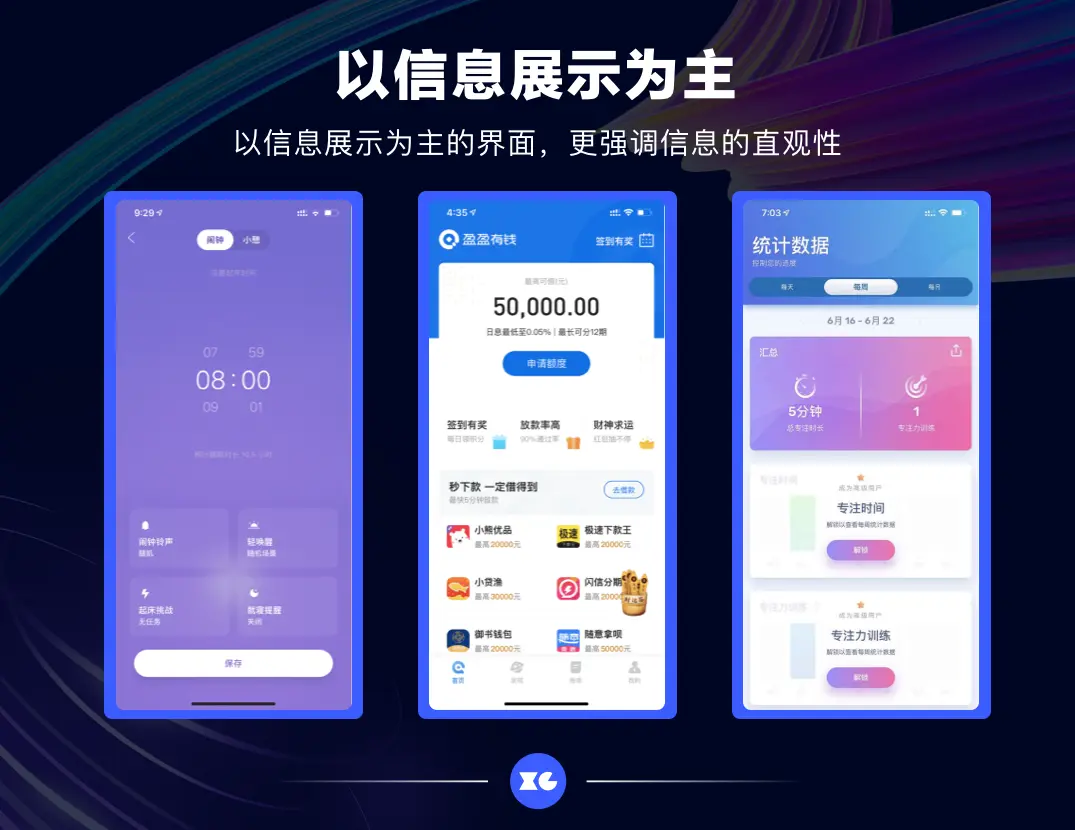 以信息展示为主
以信息展示为主的界面，更强调信息的直观性
9:29
闹钟 小憩
07 59
08:00
09 01
闹钟铃声
随机
轻唤醒
随机场景
起床挑战
无任务
就寝提醒
关闭
保存
4:35
盈盈有钱
签到有奖
最高可借(元)
50,000.00
日息最低至0.05% | 最长可分12期
申请额度
签到有奖
每日领积分
放款率高
90%通过率
财神求运
红包抽不停
秒下款 一定借得到
最快5分钟放款
去借款
小熊优品
最高20000元
极速
极速下款王
最高20000元
小贷渔
最高30000元
闪信分期
御书钱包
最高20000元
随意
随意拿呗
最高50000元
首页
我的
7:03
统计数据
每天 每周 每月
6月 16 - 6月 22
汇总
5分钟
总专注时长
1
专注力训练
专注时间
成为高级用户
专注时间
解锁以查看每周统计数据
解锁
专注力训练
成为高级用户
专注力训练
解锁以查看每周统计数据
解锁
XG